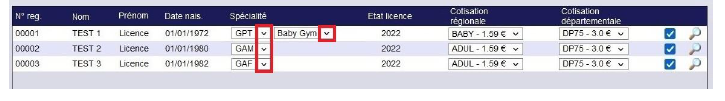 N° reg. Nom Prénom Date nais. Spécialité Etat licence Cotisation régionale Cotisation départementale
00001 TEST 1 Licence 01/01/1972 GPT Baby Gym 2022 BABY - 1.59 € DP75 - 3.0 €
00002 TEST 2 Licence 01/01/1980 GAM 2022 ADUL - 1.59 € DP75 - 3.0 €
00003 TEST 3 Licence 01/01/1982 GAF 2022 ADUL - 1.59 € DP75 - 3.0 €